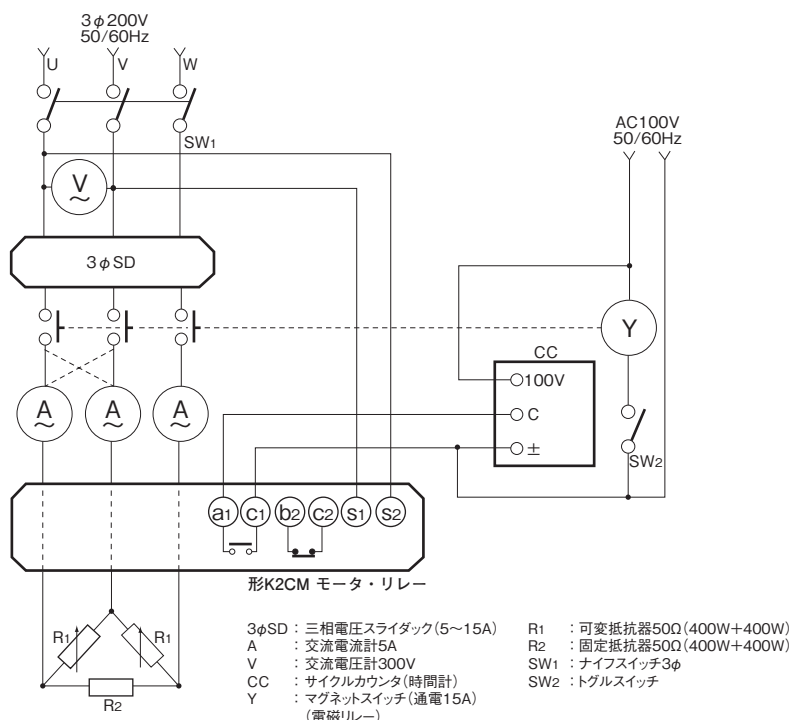 3φ200V
50/60Hz
U
V
W
SW1
AC100V
50/60Hz
V
～
3φSD
Y
CC
100V
C
±
SW2
A
～
A
～
A
～
a1
c1
b2
c2
s1
s2
形K2CM モータ・リレー
R1
R1
R2
3φSD：三相電圧スライダック（5〜15A）
A：交流電流計5A
V：交流電圧計300V
CC：サイクルカウンタ（時間計）
Y：マグネットスイッチ（通電15A）
（電磁リレー）
R1：可変抵抗器50Ω（400W＋400W）
R2：固定抵抗器50Ω（400W＋400W）
SW1：ナイフスイッチ3φ
SW2：トグルスイッチ